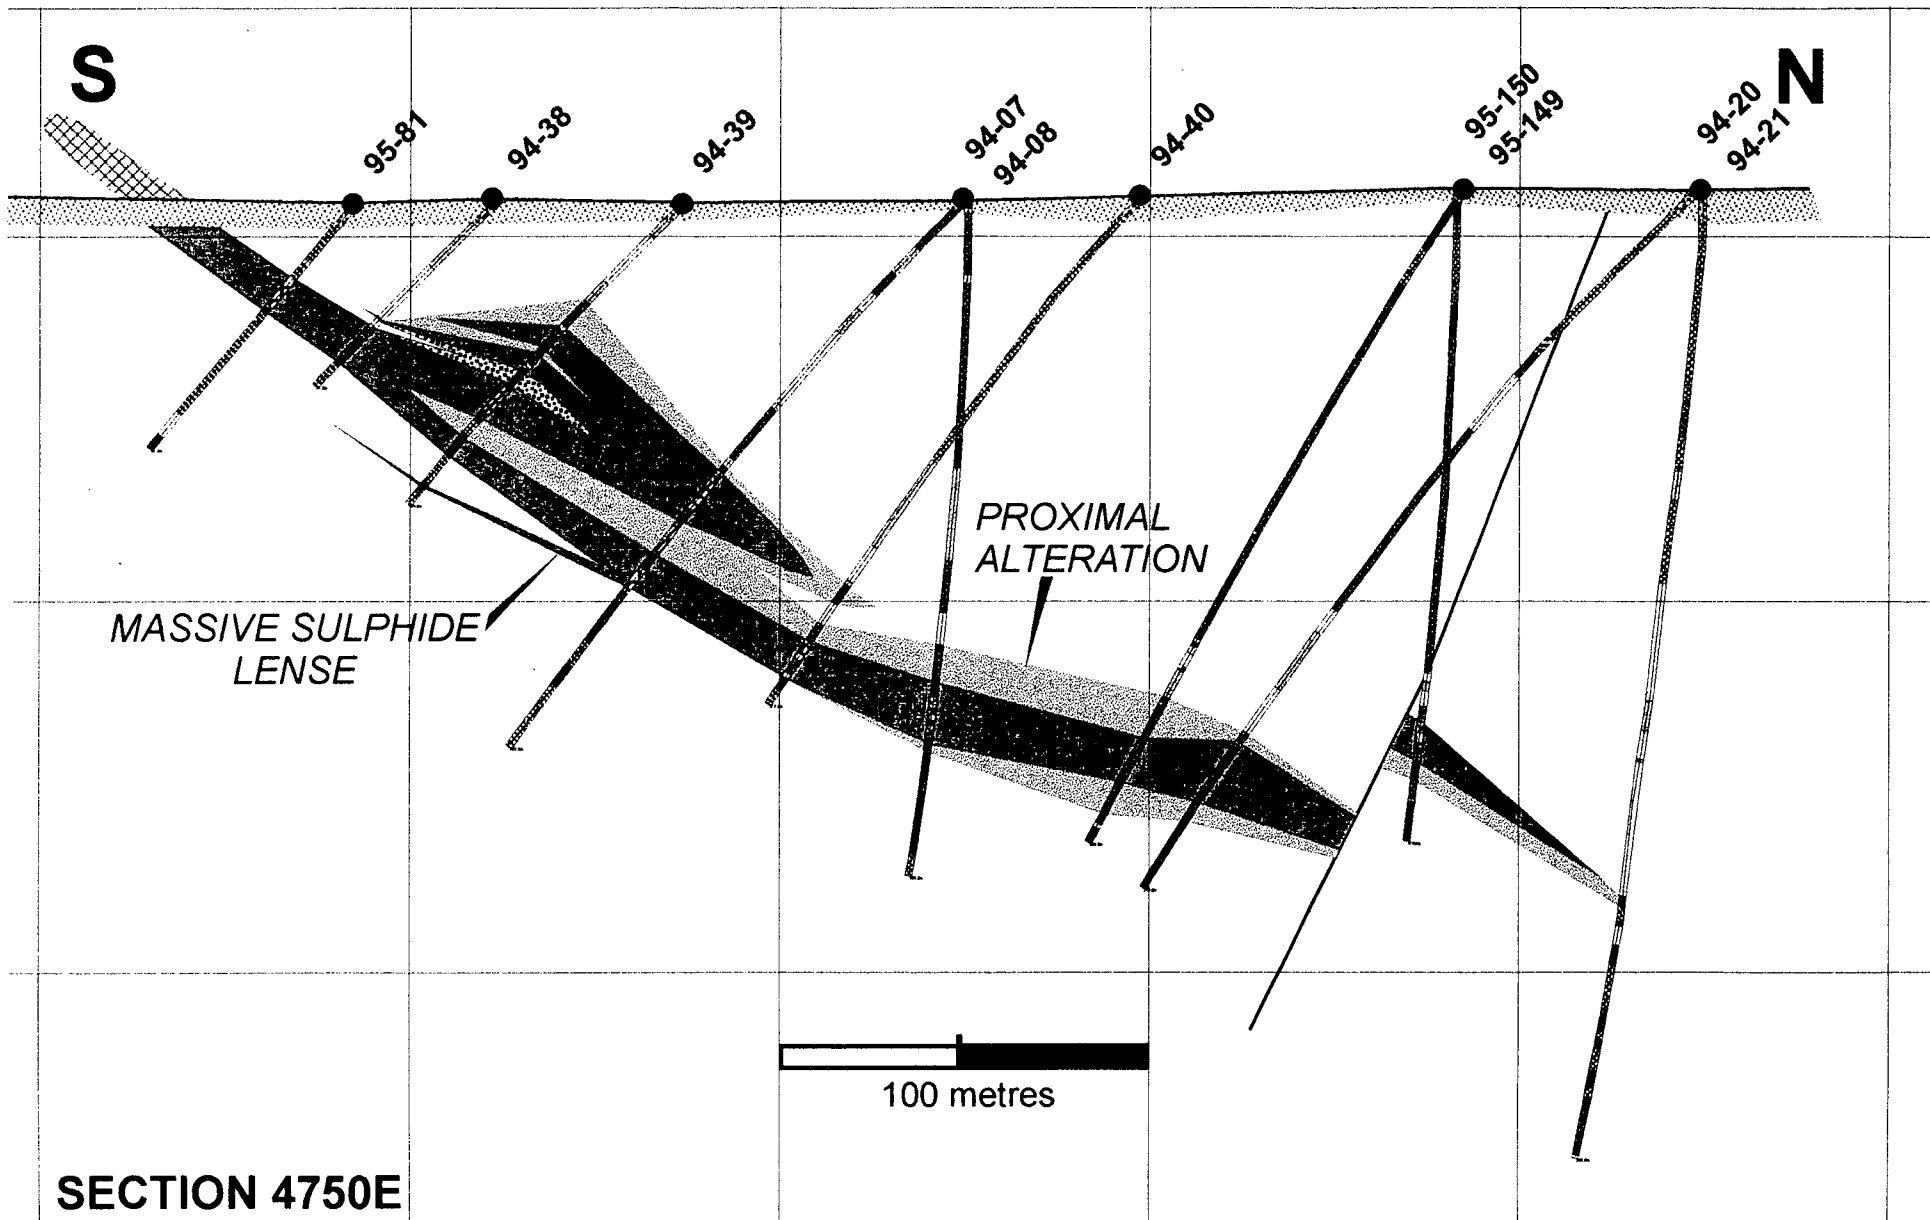 S
N
95-81
94-38
94-39
94-07
94-08
94-40
95-150
95-149
94-20
94-21
PROXIMAL
ALTERATION
MASSIVE SULPHIDE
LENSE
100 metres
SECTION 4750E